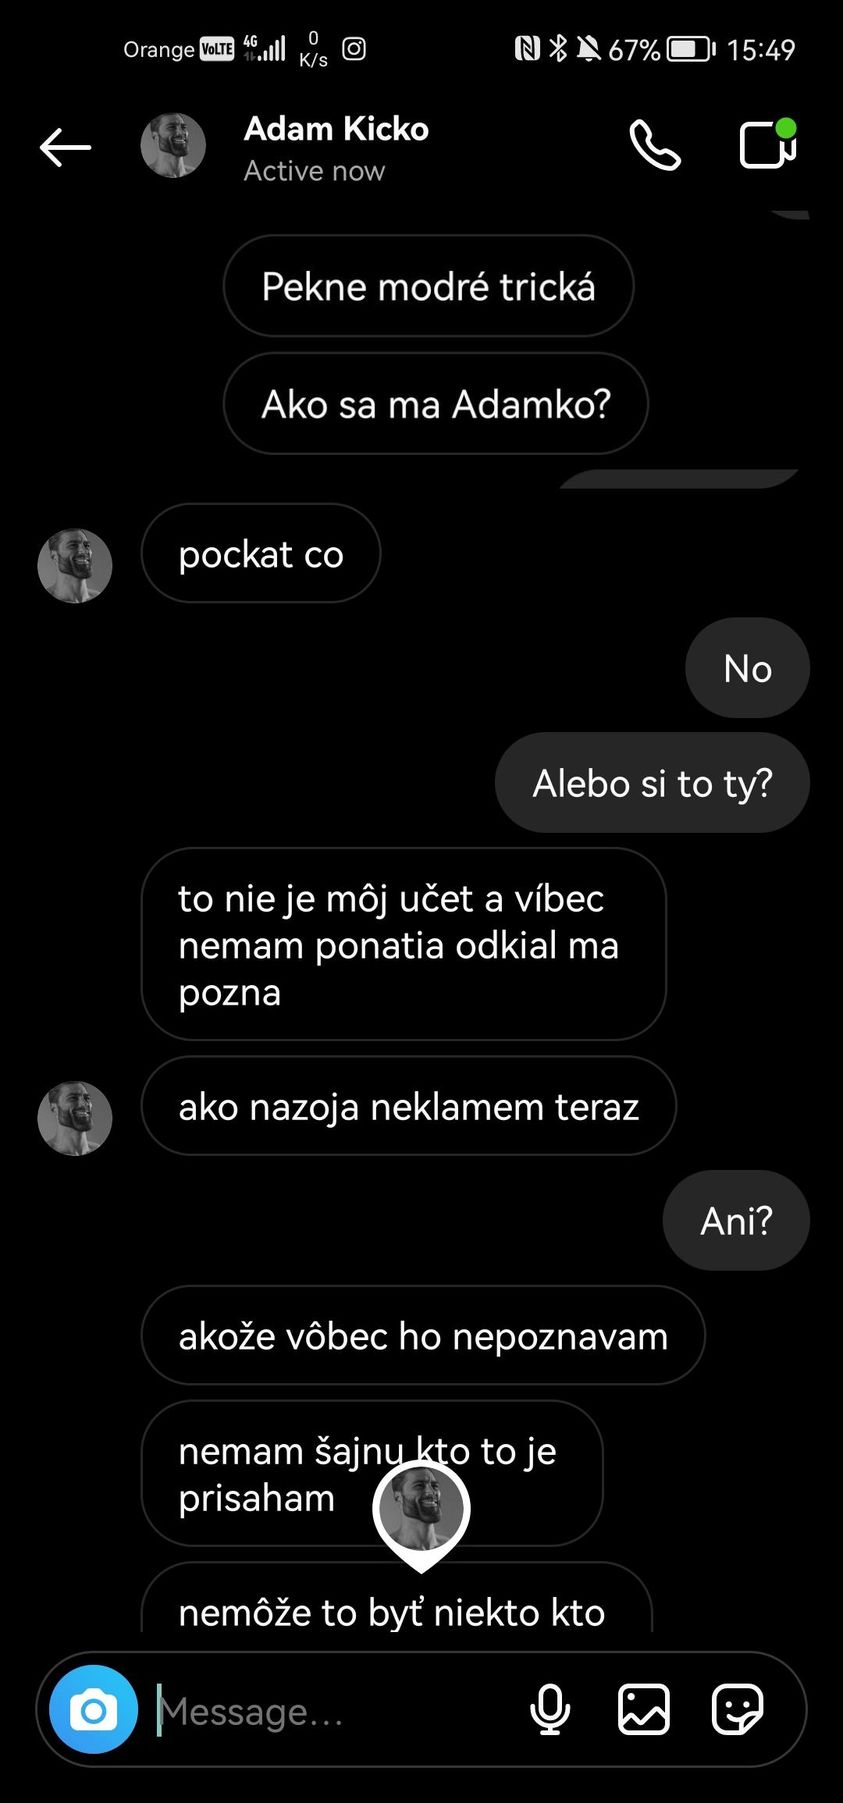 Orange VoLTE 4G 0 K/s 67% 15:49
Adam Kicko
Active now
Pekne modré trická
Ako sa ma Adamko?
pockat co
No
Alebo si to ty?
to nie je môj učet a víbec
nemam ponatia odkial ma
pozna
ako nazoja neklamem teraz
Ani?
akože vôbec ho nepoznavam
nemam šajnu kto to je
prisaham
nemôže to byť niekto kto
Message...